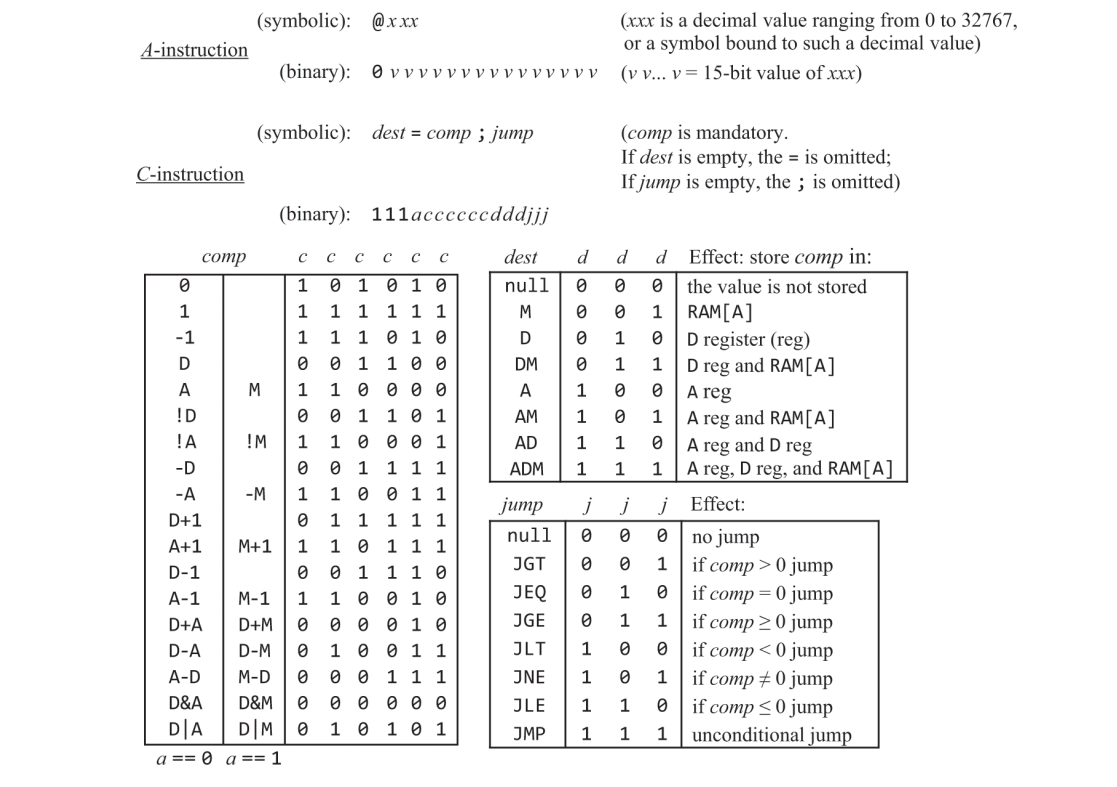 (symbolic): @xxx (xxx is a decimal value ranging from 0 to 32767,
A-instruction or a symbol bound to such a decimal value)
(binary): 0 v v v v v v v v v v v v v v v (v v... v = 15-bit value of xxx)
(symbolic): dest = comp ; jump (comp is mandatory.
If dest is empty, the = is omitted;
C-instruction If jump is empty, the ; is omitted)
(binary): 111accccccdddjjj
comp c c c c c c
0 1 0 1 0 1 0
1 1 1 1 1 1 1
-1 1 1 1 0 1 0
D 0 0 1 1 0 0
A M 1 1 0 0 0 0
!D 0 0 1 1 0 1
!A !M 1 1 0 0 0 1
-D 0 0 1 1 1 1
-A -M 1 1 0 0 1 1
D+1 0 1 1 1 1 1
A+1 M+1 1 1 0 1 1 1
D-1 0 0 1 1 1 0
A-1 M-1 1 1 0 0 1 0
D+A D+M 0 0 0 0 1 0
D-A D-M 0 1 0 0 1 1
A-D M-D 0 0 0 1 1 1
D&A D&M 0 0 0 0 0 0
D|A D|M 0 1 0 1 0 1
a == 0 a == 1
dest d d d Effect: store comp in:
null 0 0 0 the value is not stored
M 0 0 1 RAM[A]
D 0 1 0 D register (reg)
DM 0 1 1 D reg and RAM[A]
A 1 0 0 A reg
AM 1 0 1 A reg and RAM[A]
AD 1 1 0 A reg and D reg
ADM 1 1 1 A reg, D reg, and RAM[A]
jump j j j Effect:
null 0 0 0 no jump
JGT 0 0 1 if comp > 0 jump
JEQ 0 1 0 if comp = 0 jump
JGE 0 1 1 if comp ≥ 0 jump
JLT 1 0 0 if comp < 0 jump
JNE 1 0 1 if comp ≠ 0 jump
JLE 1 1 0 if comp ≤ 0 jump
JMP 1 1 1 unconditional jump